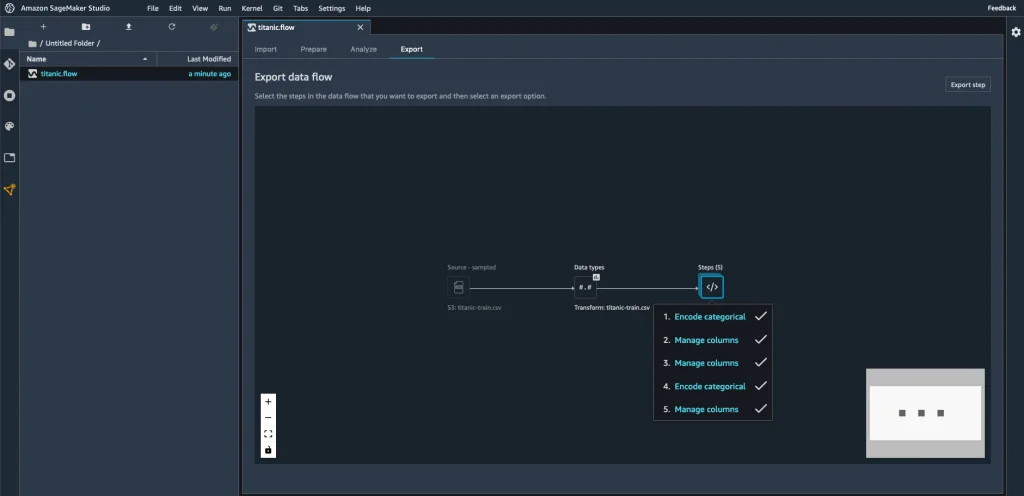 Amazon SageMaker Studio File Edit View Run Kernel Git Tabs Settings Help Feedback
/ Untitled Folder /
Name Last Modified
titanic.flow a minute ago
titanic.flow
Import Prepare Analyze Export
Export data flow
Select the steps in the data flow that you want to export and then select an export option.
Export step
Source - sampled Data types Steps (5)
#.# </>
S3: titanic-train.csv Transform: titanic-train.csv
1. Encode categorical
2. Manage columns
3. Manage columns
4. Encode categorical
5. Manage columns